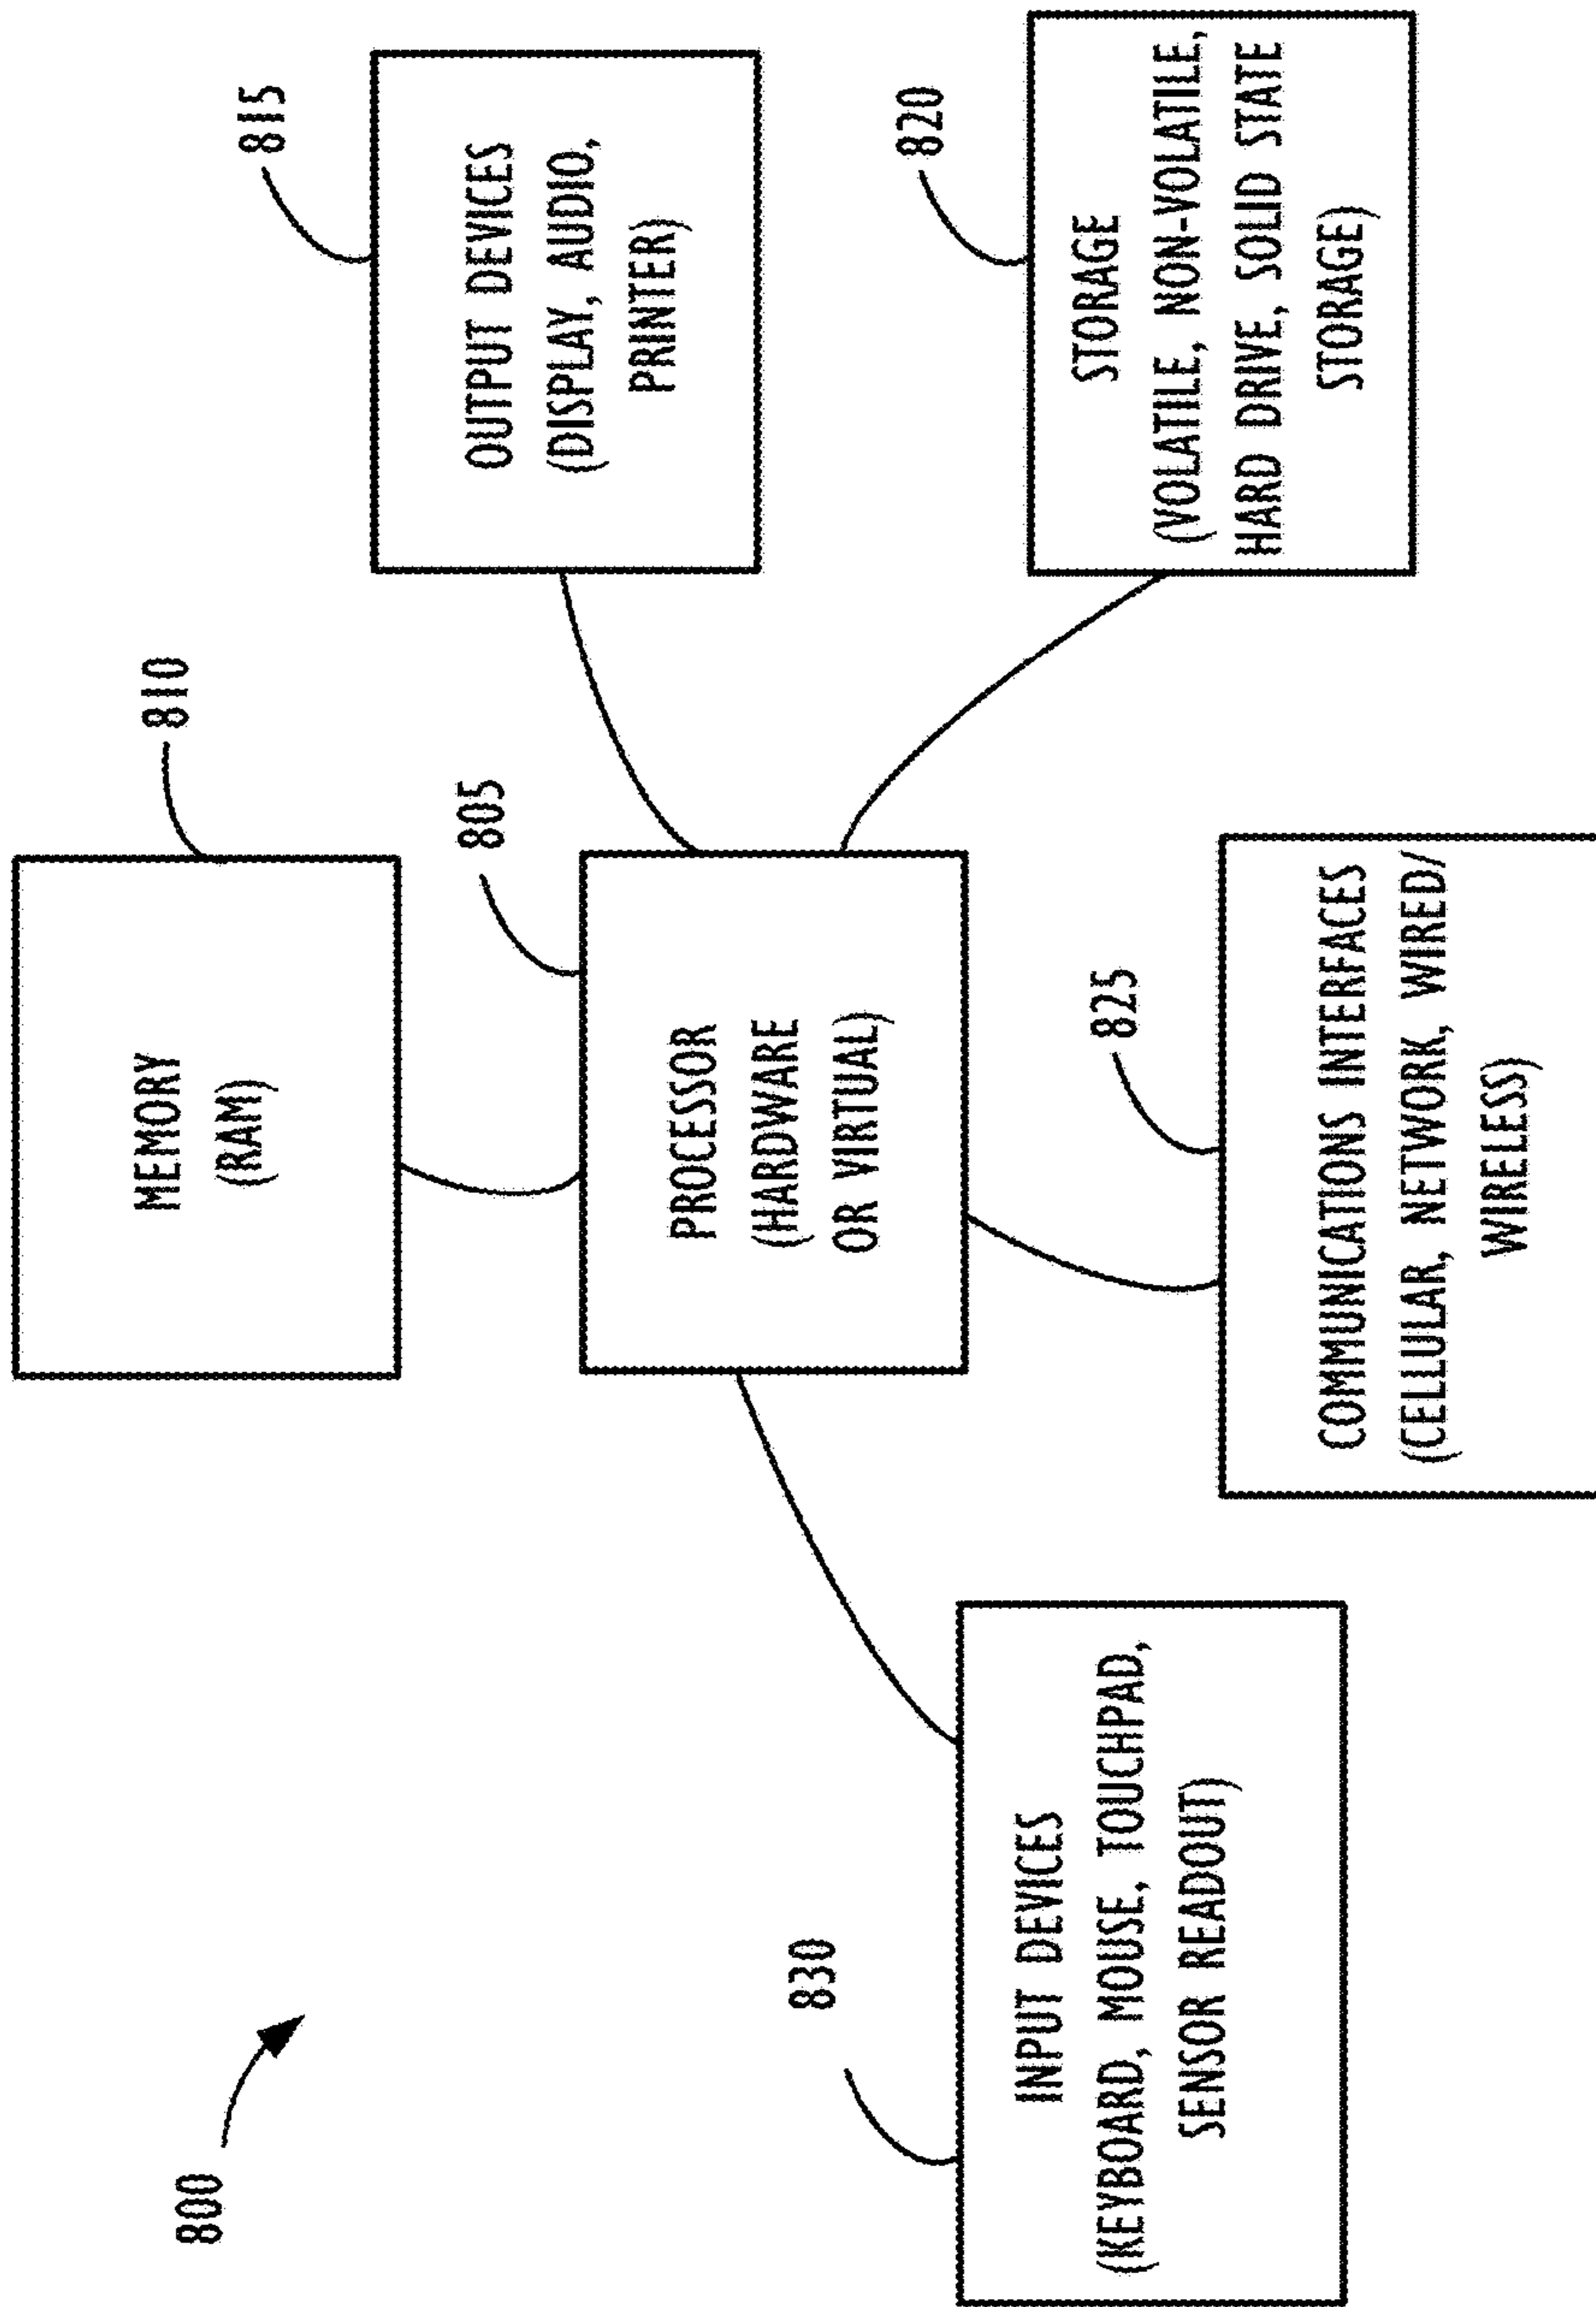 800
MEMORY
(RAM)
810
805
PROCESSOR
(HARDWARE
OR VIRTUAL)
815
OUTPUT DEVICES
(DISPLAY, AUDIO,
PRINTER)
830
INPUT DEVICES
(KEYBOARD, MOUSE, TOUCHPAD,
SENSOR READOUT)
825
COMMUNICATIONS INTERFACES
(CELLULAR, NETWORK, WIRED/
WIRELESS)
820
STORAGE
(VOLATILE, NON-VOLATILE,
HARD DRIVE, SOLID STATE
STORAGE)